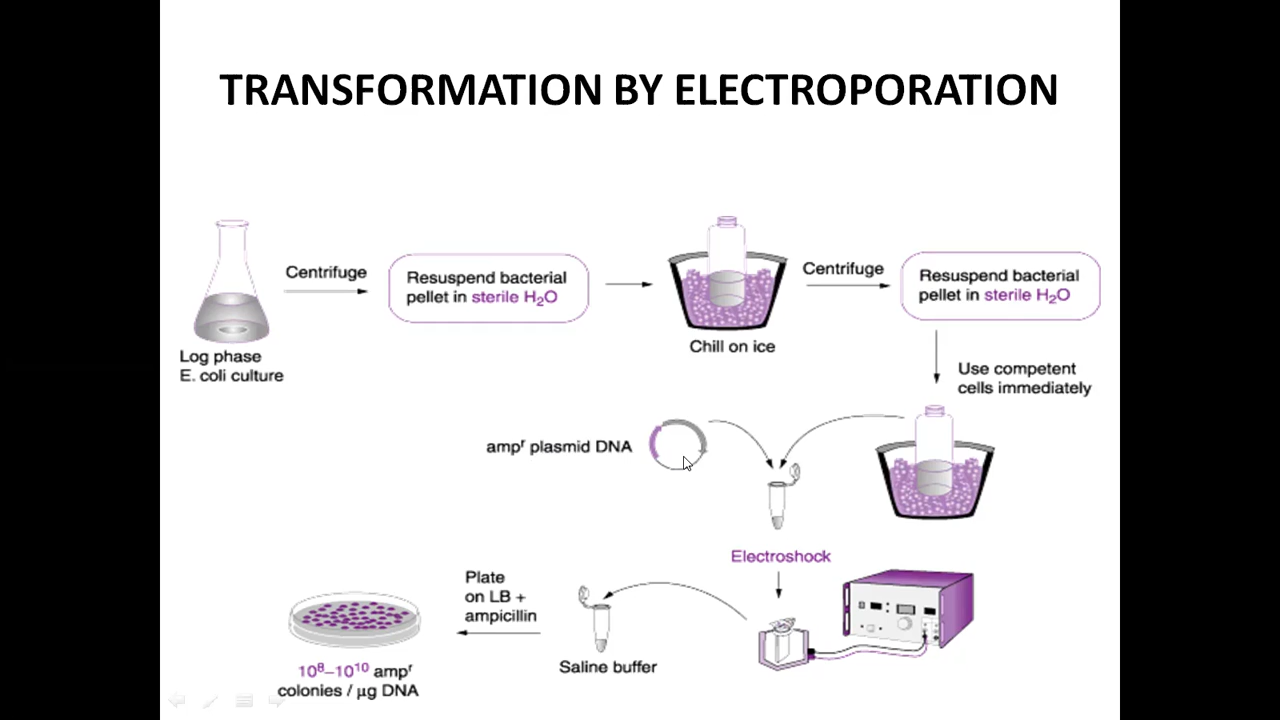 TRANSFORMATION BY ELECTROPORATION
Centrifuge
Resuspend bacterial
pellet in sterile H₂O
Centrifuge
Resuspend bacterial
pellet in sterile H₂O
Chill on ice
Log phase
E. coli culture
Use competent
cells immediately
ampʳ plasmid DNA
Electroshock
Plate
on LB +
ampicillin
Saline buffer
10⁸–10¹⁰ ampʳ
colonies / μg DNA